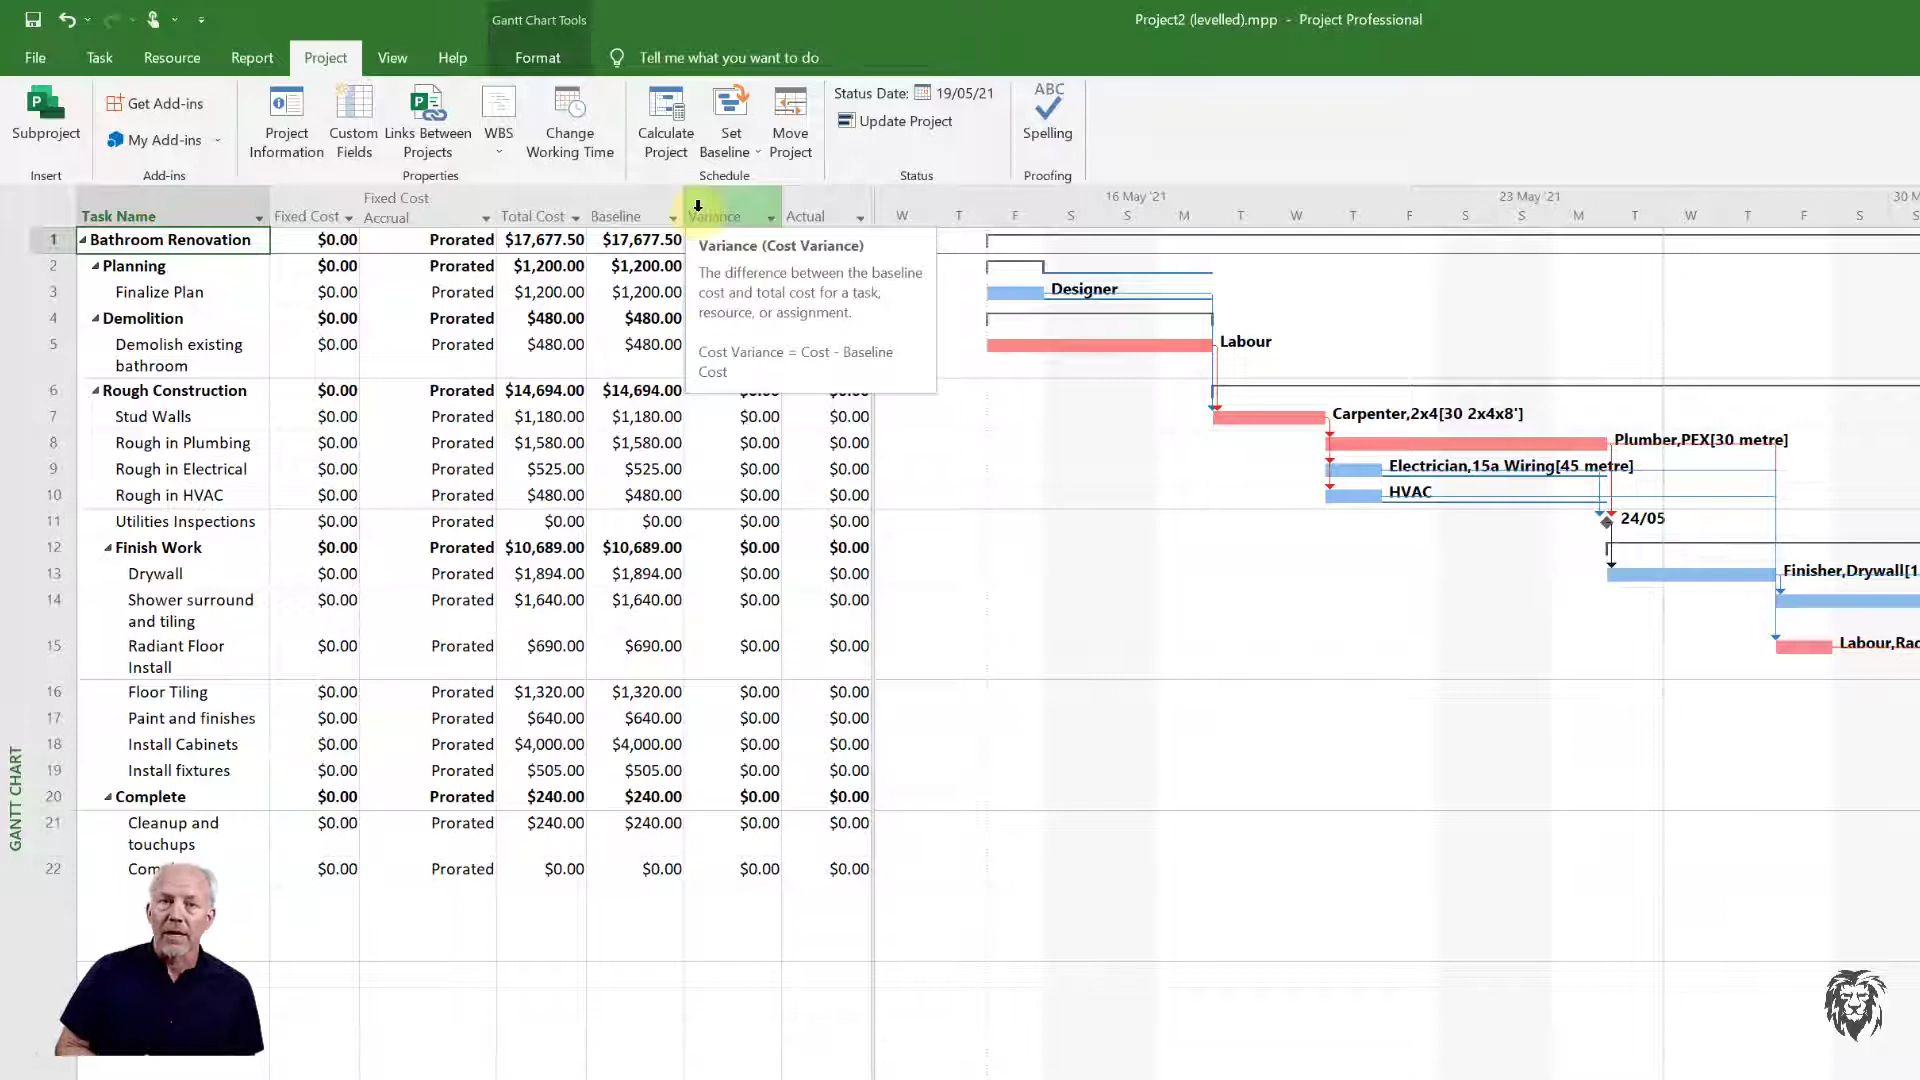 Gantt Chart Tools
Project2 (levelled).mpp - Project Professional
File Task Resource Report Project View Help Format Tell me what you want to do
Subproject
Get Add-ins
My Add-ins
Project Information
Custom Fields
Links Between Projects
WBS
Change Working Time
Calculate Project
Set Baseline
Move Project
Status Date: 19/05/21
Update Project
ABC
Spelling
Insert Add-ins Properties Schedule Status Proofing
Task Name Fixed Cost Fixed Cost Accrual Total Cost Baseline Variance Actual
16 May '21 23 May '21 30 M
W T F S S M T W T F S S M T W T F S
1 Bathroom Renovation $0.00 Prorated $17,677.50 $17,677.50
2 Planning $0.00 Prorated $1,200.00 $1,200.00
3 Finalize Plan $0.00 Prorated $1,200.00 $1,200.00
4 Demolition $0.00 Prorated $480.00 $480.00
5 Demolish existing bathroom $0.00 Prorated $480.00 $480.00
6 Rough Construction $0.00 Prorated $14,694.00 $14,694.00 $0.00 $0.00
7 Stud Walls $0.00 Prorated $1,180.00 $1,180.00 $0.00 $0.00
8 Rough in Plumbing $0.00 Prorated $1,580.00 $1,580.00 $0.00 $0.00
9 Rough in Electrical $0.00 Prorated $525.00 $525.00 $0.00 $0.00
10 Rough in HVAC $0.00 Prorated $480.00 $480.00 $0.00 $0.00
11 Utilities Inspections $0.00 Prorated $0.00 $0.00 $0.00 $0.00
12 Finish Work $0.00 Prorated $10,689.00 $10,689.00 $0.00 $0.00
13 Drywall $0.00 Prorated $1,894.00 $1,894.00 $0.00 $0.00
14 Shower surround and tiling $0.00 Prorated $1,640.00 $1,640.00 $0.00 $0.00
15 Radiant Floor Install $0.00 Prorated $690.00 $690.00 $0.00 $0.00
16 Floor Tiling $0.00 Prorated $1,320.00 $1,320.00 $0.00 $0.00
17 Paint and finishes $0.00 Prorated $640.00 $640.00 $0.00 $0.00
18 Install Cabinets $0.00 Prorated $4,000.00 $4,000.00 $0.00 $0.00
19 Install fixtures $0.00 Prorated $505.00 $505.00 $0.00 $0.00
20 Complete $0.00 Prorated $240.00 $240.00 $0.00 $0.00
21 Cleanup and touchups $0.00 Prorated $240.00 $240.00 $0.00 $0.00
22 Com $0.00 Prorated $0.00 $0.00 $0.00 $0.00
Variance (Cost Variance)
The difference between the baseline
cost and total cost for a task,
resource, or assignment.
Cost Variance = Cost - Baseline
Cost
Designer
Labour
Carpenter,2x4[30 2x4x8']
Plumber,PEX[30 metre]
Electrician,15a Wiring[45 metre]
HVAC
24/05
Finisher,Drywall[1
Labour,Rad
GANTT CHART